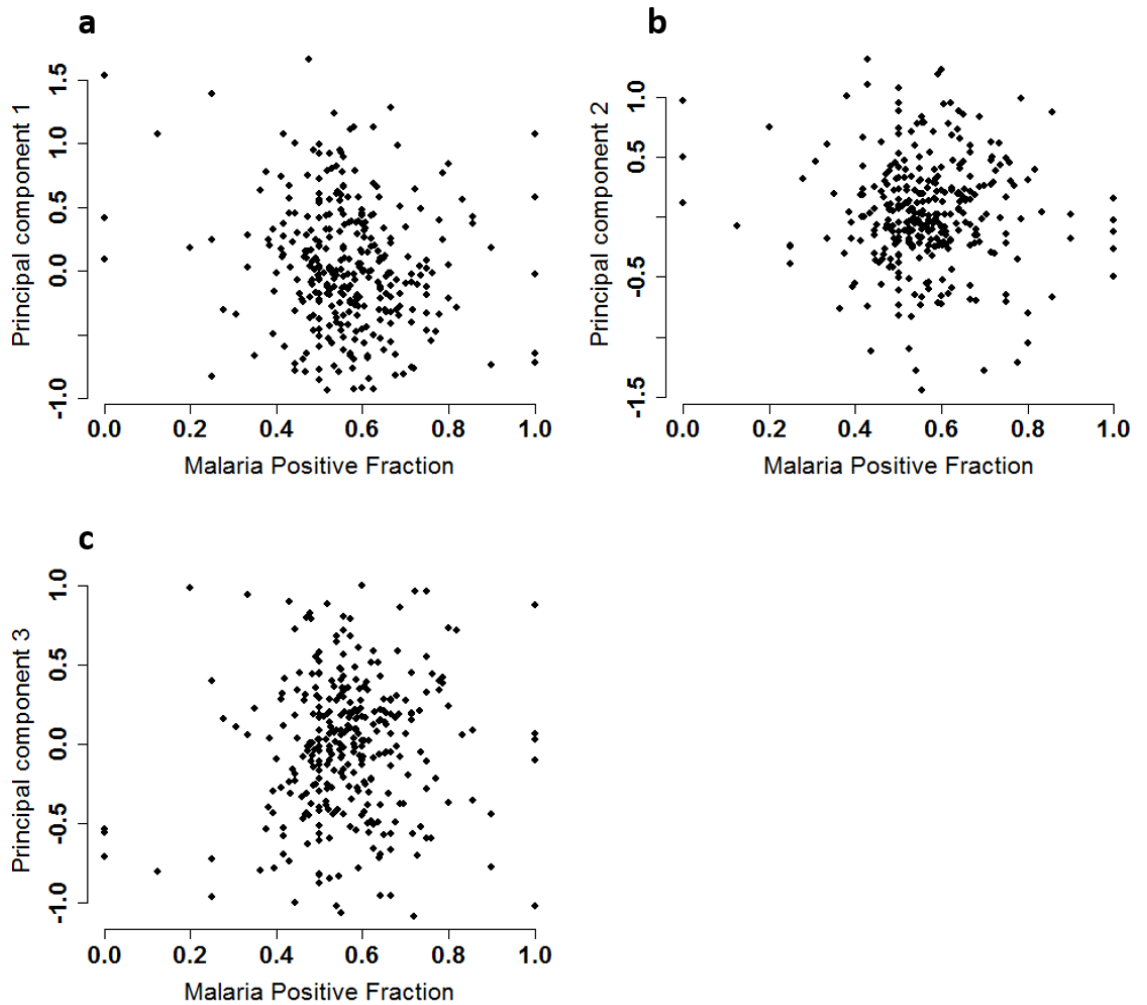 a
Principal component 1
1.5
1.0
0.5
0.0
-1.0
0.0 0.2 0.4 0.6 0.8 1.0
Malaria Positive Fraction
b
Principal component 2
1.0
0.5
-0.5
-1.5
0.0 0.2 0.4 0.6 0.8 1.0
Malaria Positive Fraction
c
Principal component 3
1.0
0.5
0.0
-0.5
-1.0
0.0 0.2 0.4 0.6 0.8 1.0
Malaria Positive Fraction